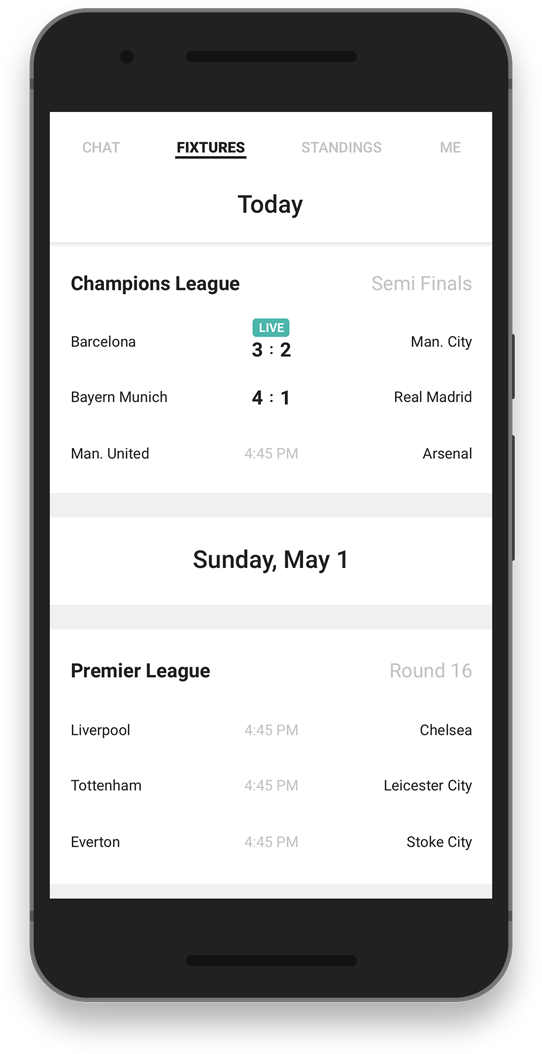 CHAT FIXTURES STANDINGS ME
Today
Champions League Semi Finals
LIVE
Barcelona 3 : 2 Man. City
Bayern Munich 4 : 1 Real Madrid
Man. United 4:45 PM Arsenal
Sunday, May 1
Premier League Round 16
Liverpool 4:45 PM Chelsea
Tottenham 4:45 PM Leicester City
Everton 4:45 PM Stoke City